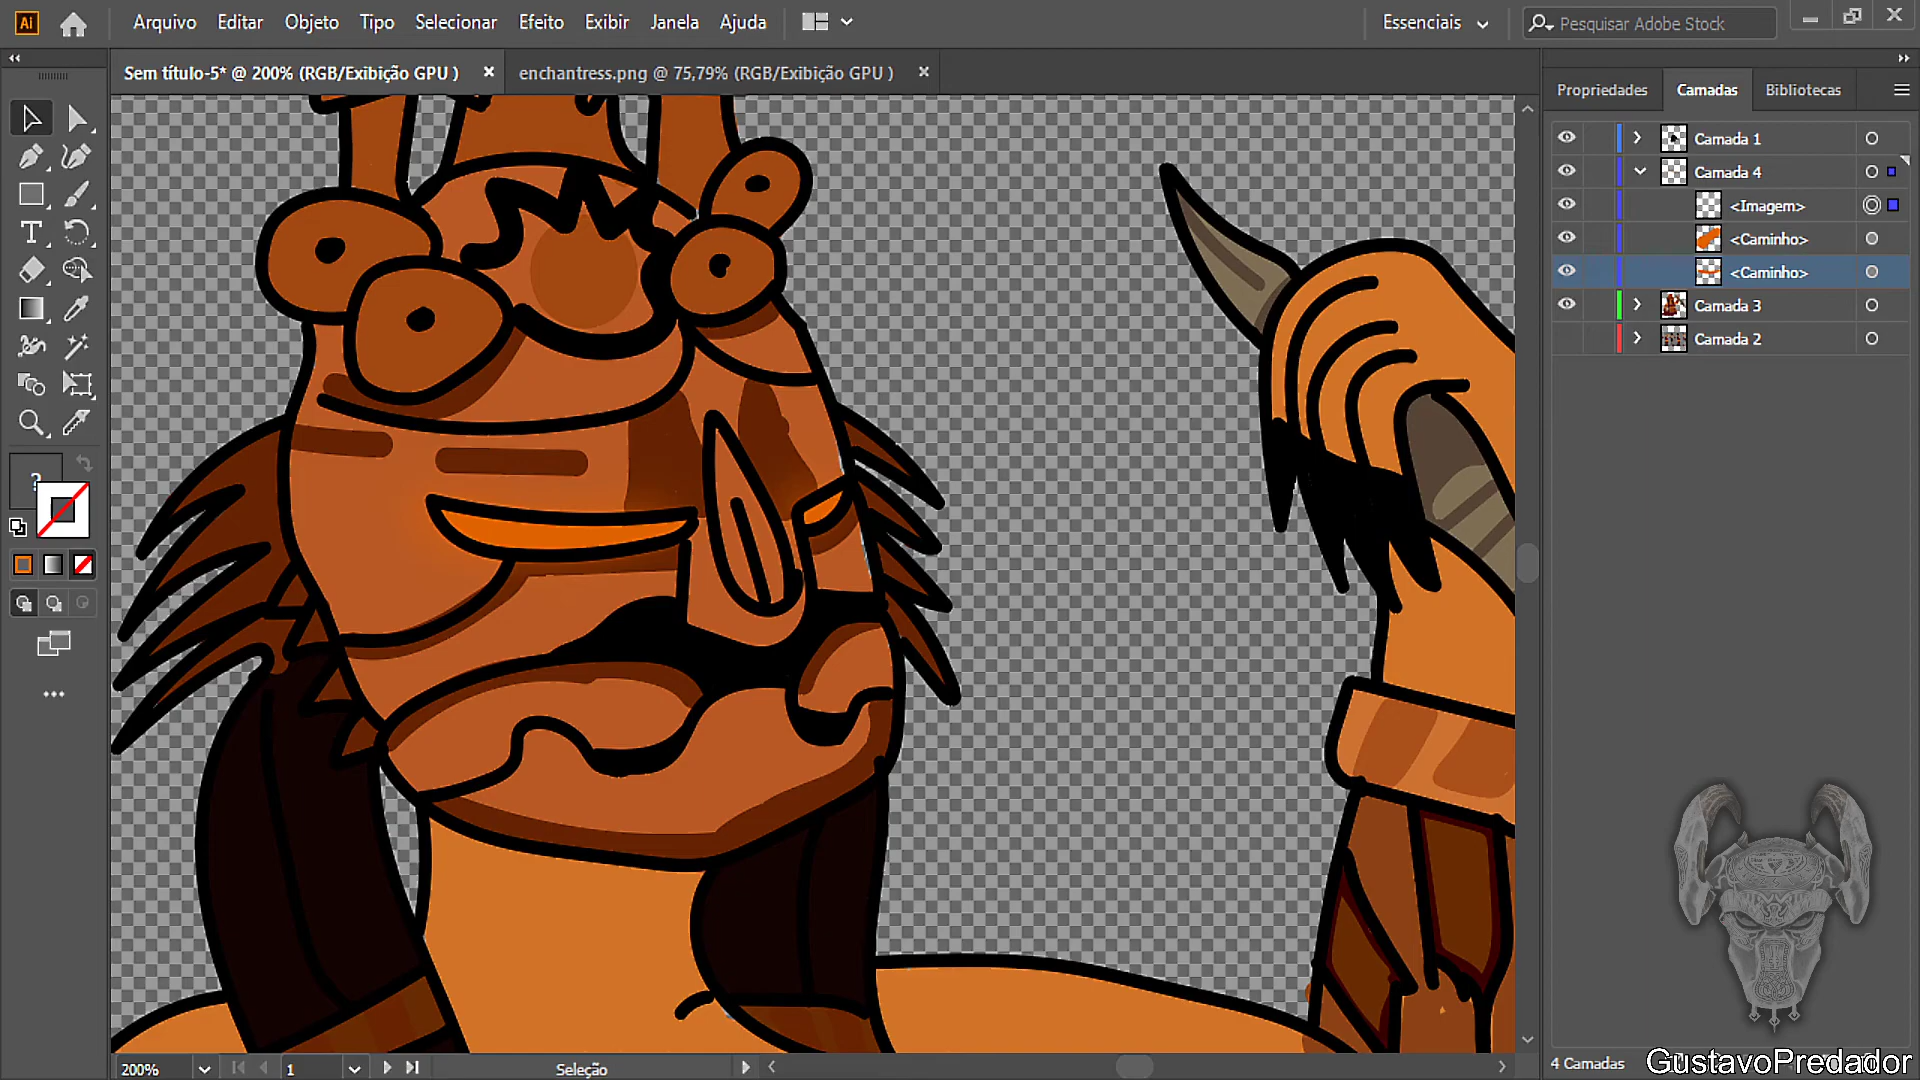 Ai Arquivo Editar Objeto Tipo Selecionar Efeito Exibir Janela Ajuda Essenciais Pesquisar Adobe Stock
Sem título-5* @ 200% (RGB/Exibição GPU ) × enchantress.png @ 75,79% (RGB/Exibição GPU ) ×
Propriedades Camadas Bibliotecas
Camada 1
Camada 4
<Imagem>
<Caminho>
<Caminho>
Camada 3
Camada 2
?
200% 1 Seleção
4 Camadas
GustavoPredador